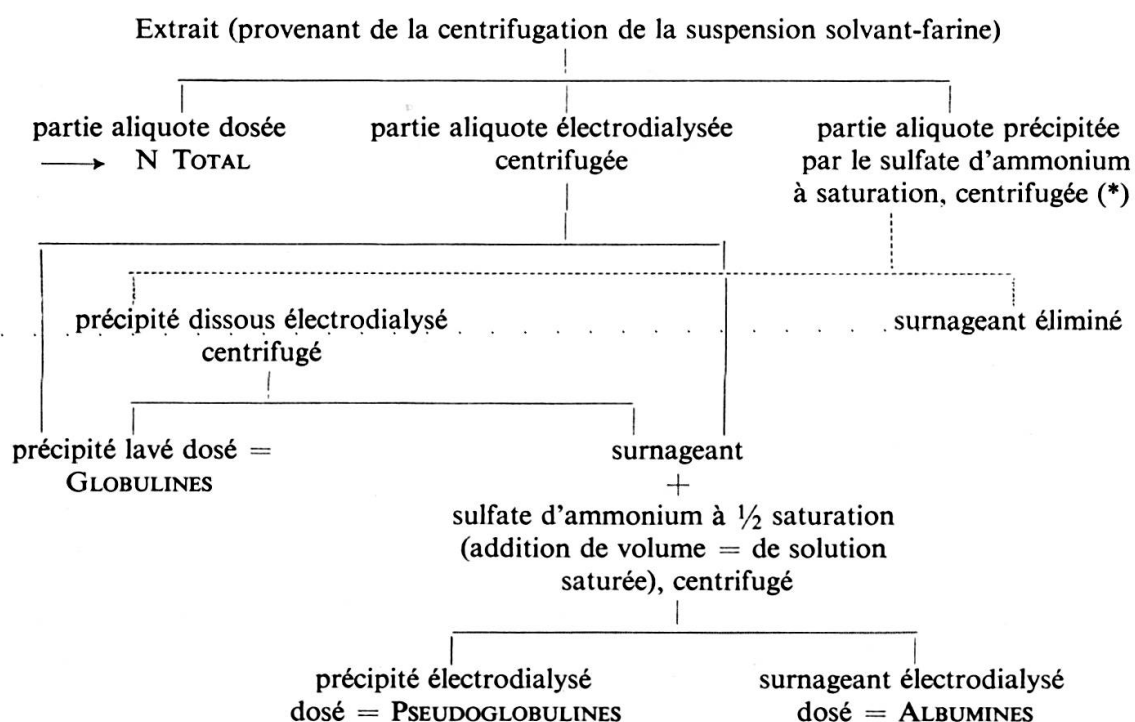 Extrait (provenant de la centrifugation de la suspension solvant-farine)
partie aliquote dosée
⟶ N TOTAL
partie aliquote électrodialysée
centrifugée
partie aliquote précipitée
par le sulfate d'ammonium
à saturation, centrifugée (*)
précipité dissous électrodialysé
centrifugé
surnageant éliminé
précipité lavé dosé =
GLOBULINES
surnageant
+
sulfate d'ammonium à ½ saturation
(addition de volume = de solution
saturée), centrifugé
précipité électrodialysé
dosé = PSEUDOGLOBULINES
surnageant électrodialysé
dosé = ALBUMINES